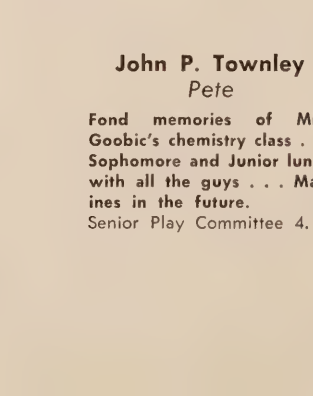 John P. Townley
Pete
Fond memories of
Goobic's chemistry class .
Sophomore and Junior
with all the guys . . .
ines in the future.
Senior Play Committee 4.